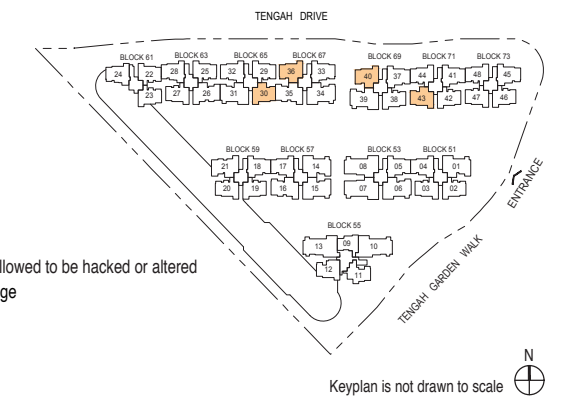 TENGAH DRIVE
BLOCK 61 BLOCK 63 BLOCK 65 BLOCK 67 BLOCK 69 BLOCK 71 BLOCK 73
24 22 28 25 32 29 36 33 40 37 44 41 48 45
23 27 26 31 30 35 34 39 38 43 42 47 46
BLOCK 59 BLOCK 57 BLOCK 53 BLOCK 51
21 18 17 14 08 05 04 01
20 19 16 15 07 06 03 02
ENTRANCE
BLOCK 55
13 09 10
12 11
TENGAH GARDEN WALK
llowed to be hacked or altered
ge
N
Keyplan is not drawn to scale